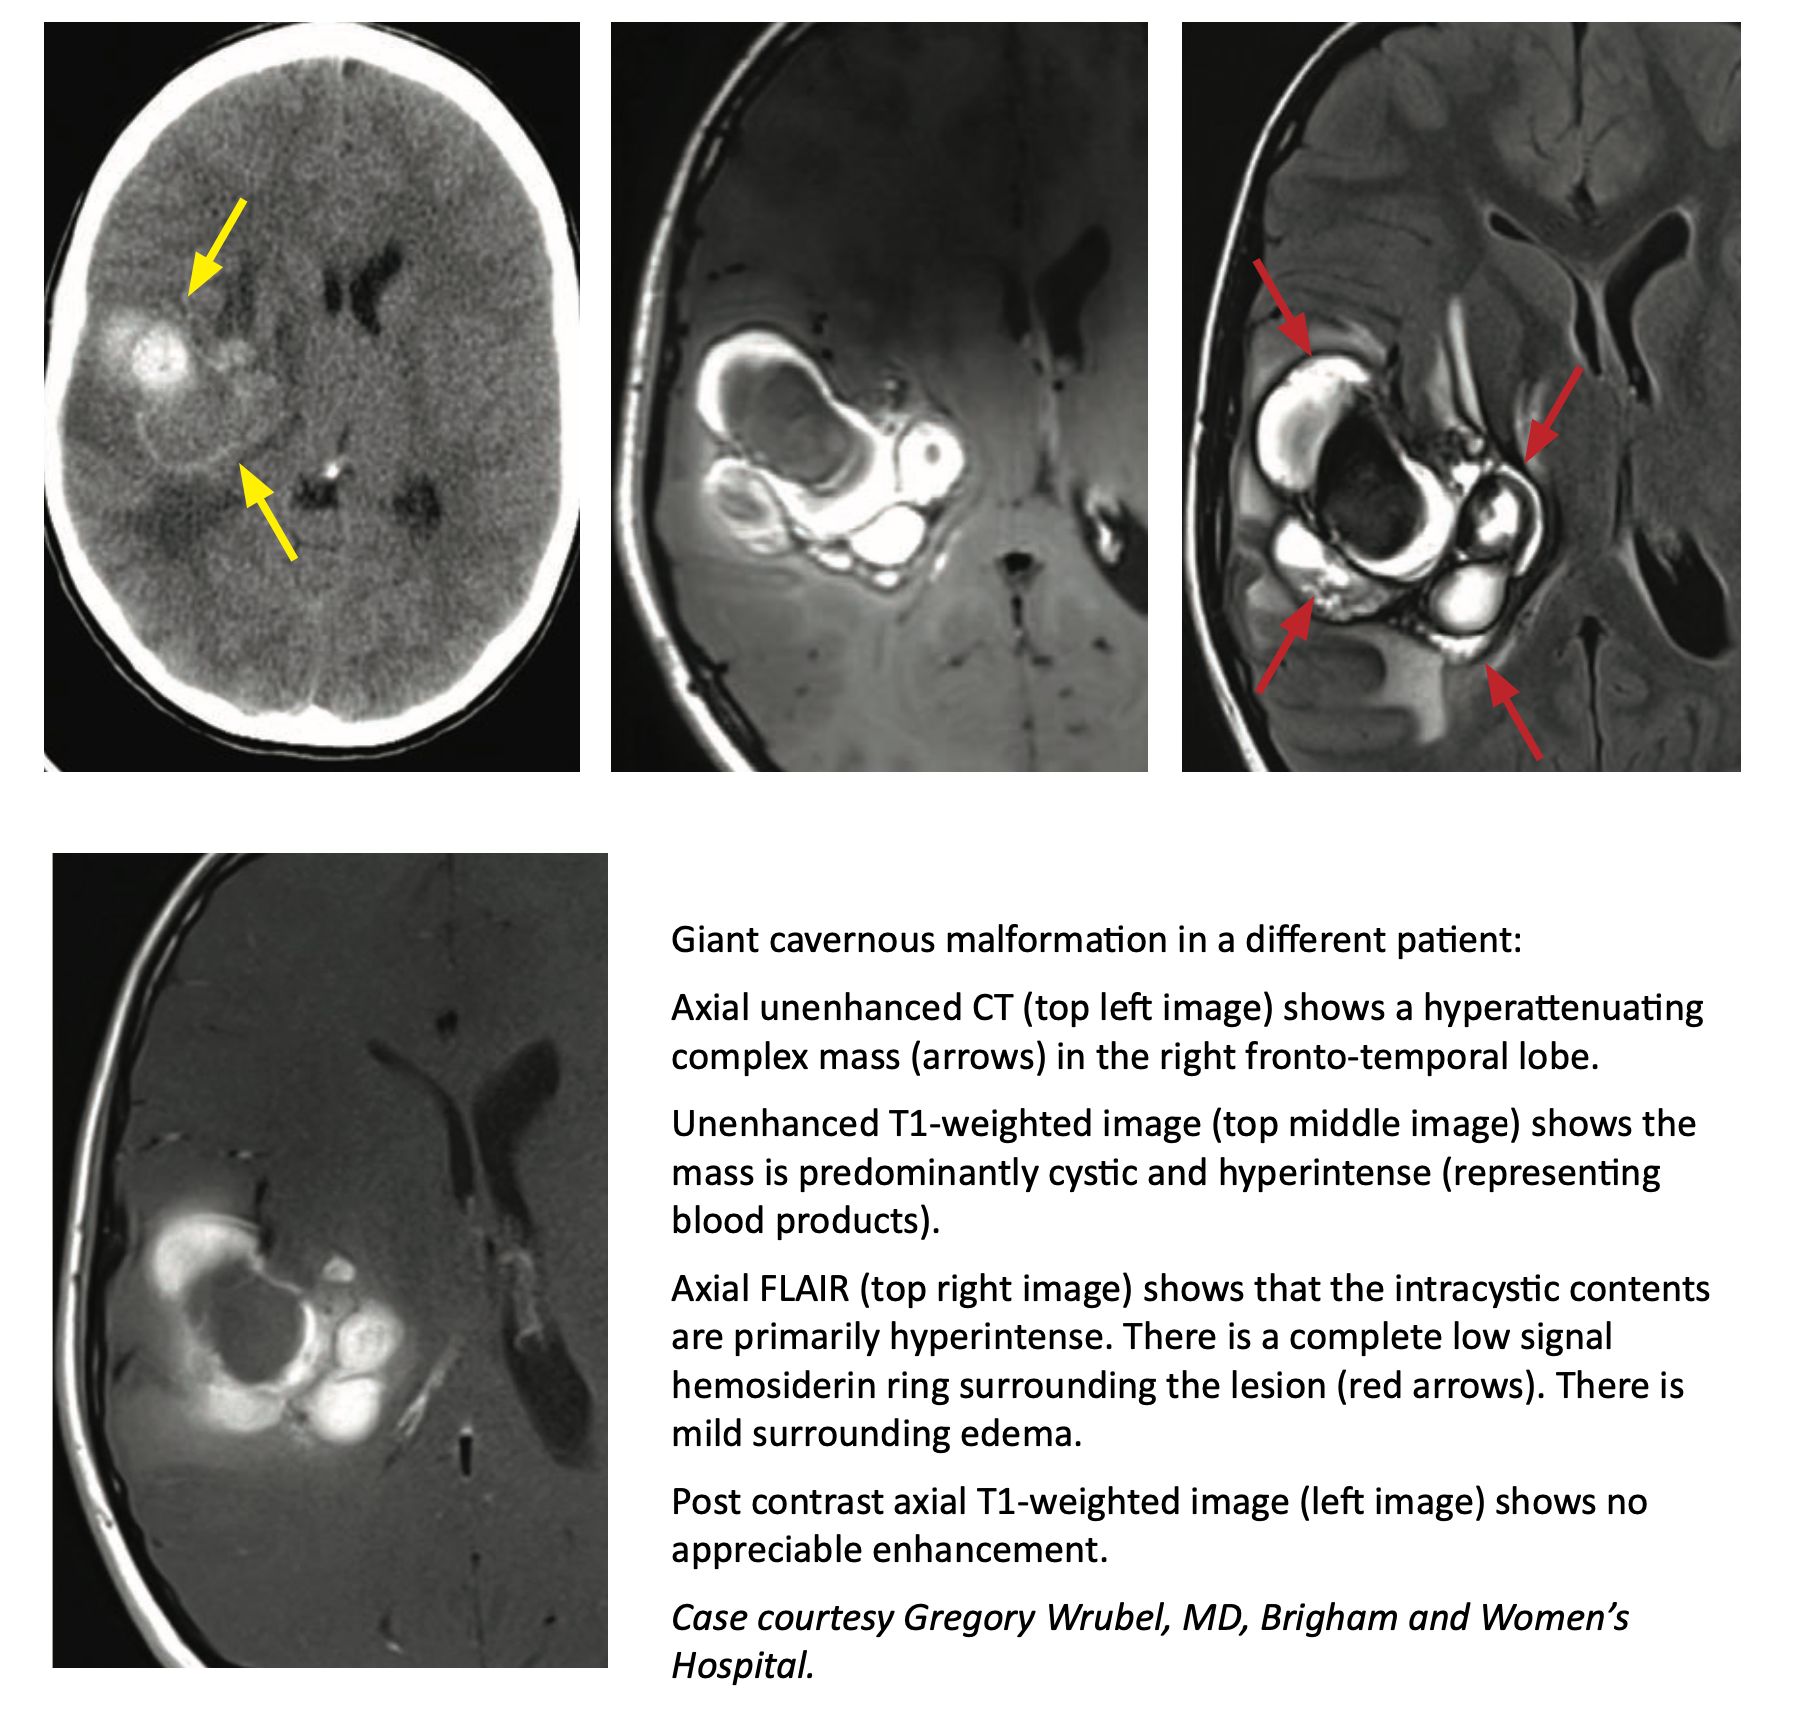 Giant cavernous malformation in a different patient:
Axial unenhanced CT (top left image) shows a hyperattenuating
complex mass (arrows) in the right fronto-temporal lobe.
Unenhanced T1-weighted image (top middle image) shows the
mass is predominantly cystic and hyperintense (representing
blood products).
Axial FLAIR (top right image) shows that the intracystic contents
are primarily hyperintense. There is a complete low signal
hemosiderin ring surrounding the lesion (red arrows). There is
mild surrounding edema.
Post contrast axial T1-weighted image (left image) shows no
appreciable enhancement.
Case courtesy Gregory Wrubel, MD, Brigham and Women’s
Hospital.